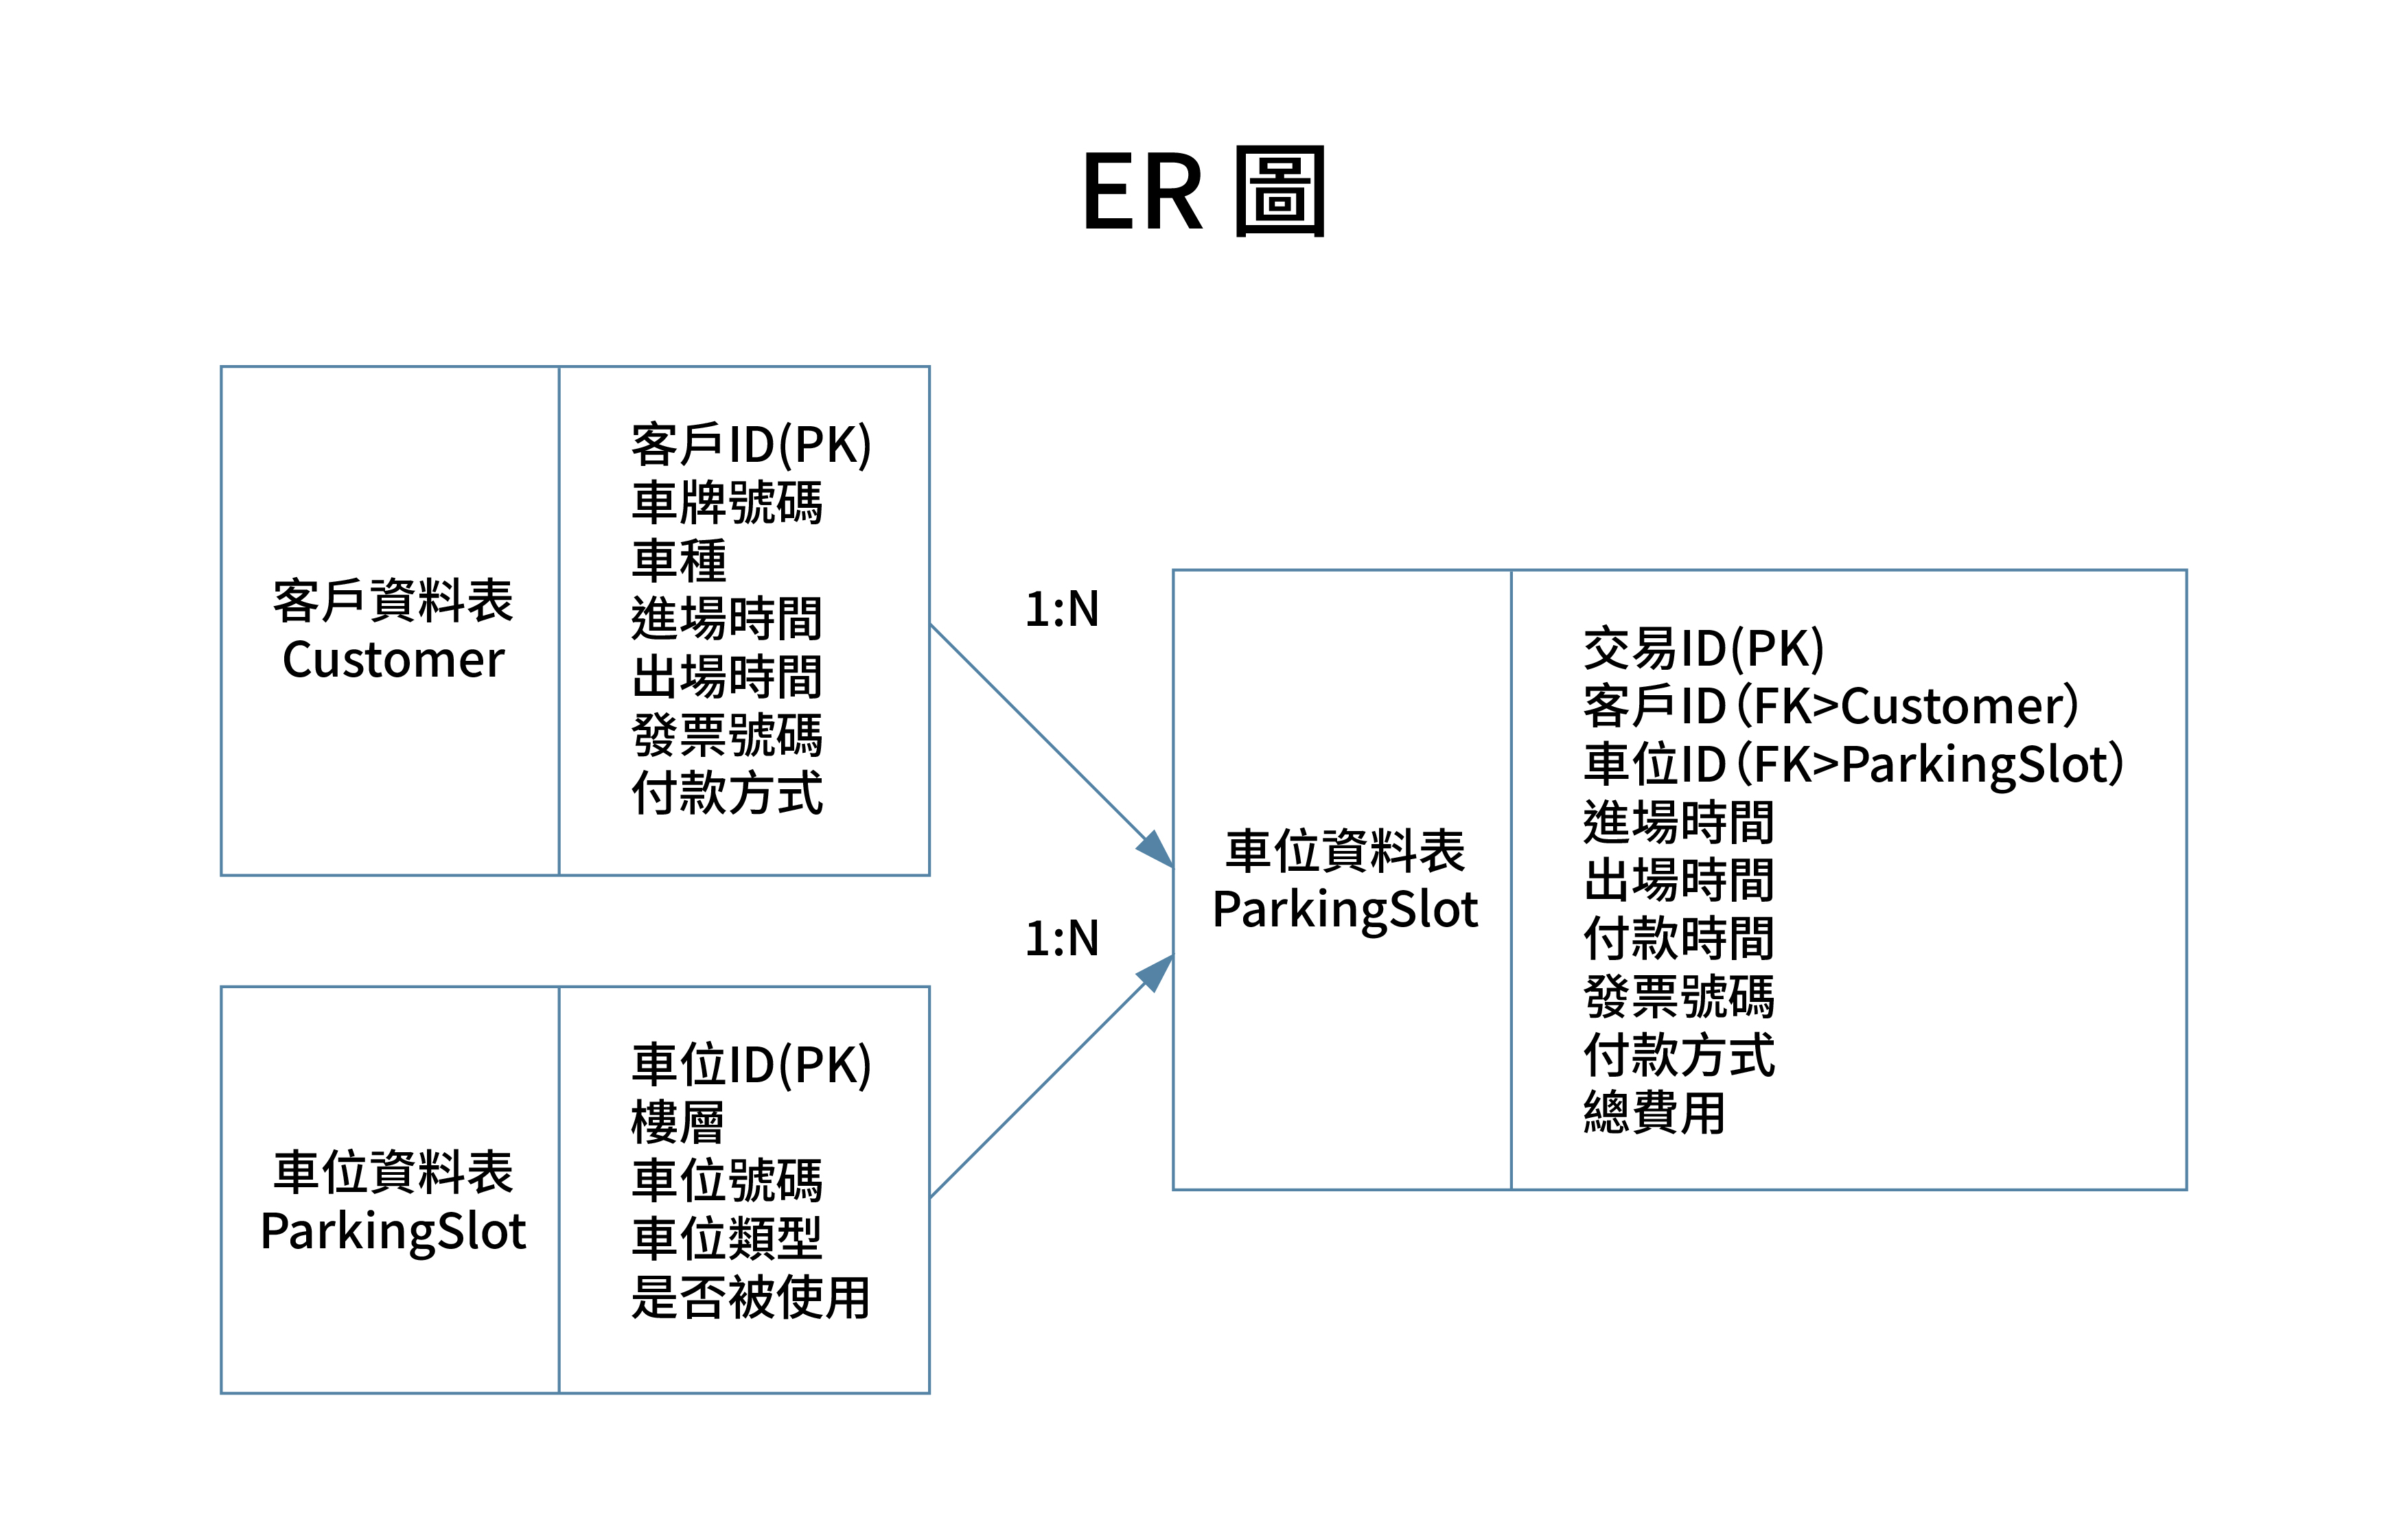 ER 圖
客戶資料表
Customer
客戶ID(PK)
車牌號碼
車種
進場時間
出場時間
發票號碼
付款方式
1:N
車位資料表
ParkingSlot
車位ID(PK)
樓層
車位號碼
車位類型
是否被使用
1:N
車位資料表
ParkingSlot
交易ID(PK)
客戶ID（FK>Customer）
車位ID（FK>ParkingSlot）
進場時間
出場時間
付款時間
發票號碼
付款方式
總費用